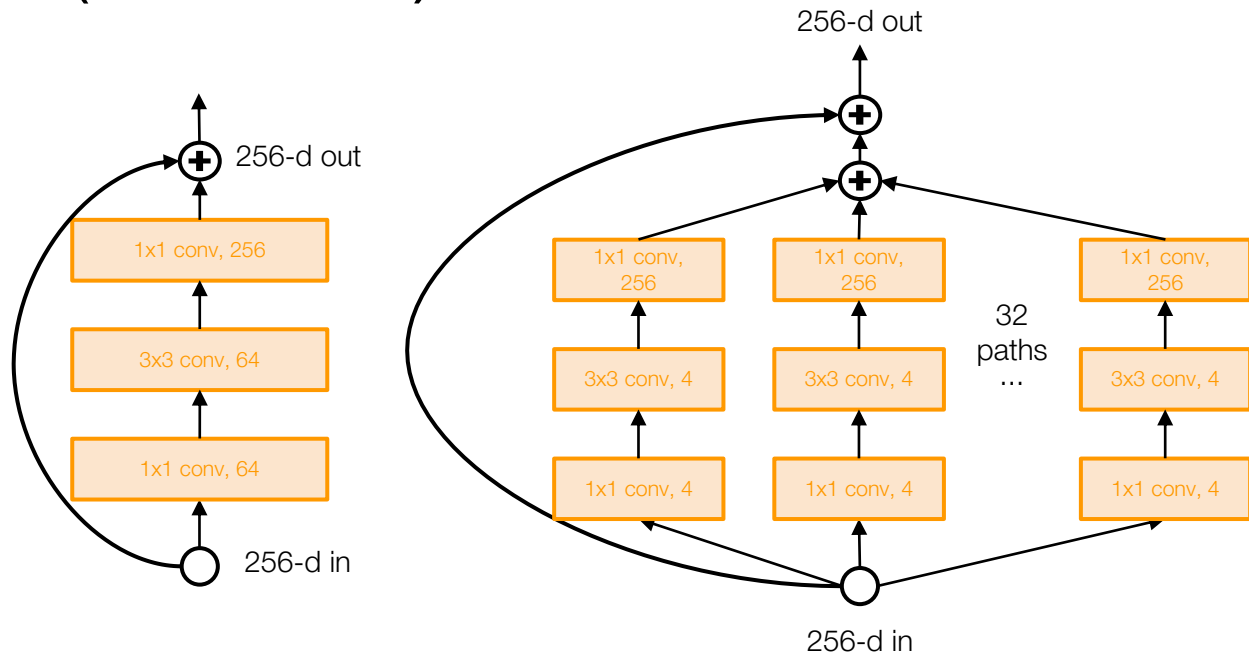 256-d out
256-d out
1x1 conv, 256
3x3 conv, 64
1x1 conv, 64
256-d in
1x1 conv,
256
1x1 conv,
256
1x1 conv,
256
32
paths
...
3x3 conv, 4
3x3 conv, 4
3x3 conv, 4
1x1 conv, 4
1x1 conv, 4
1x1 conv, 4
256-d in